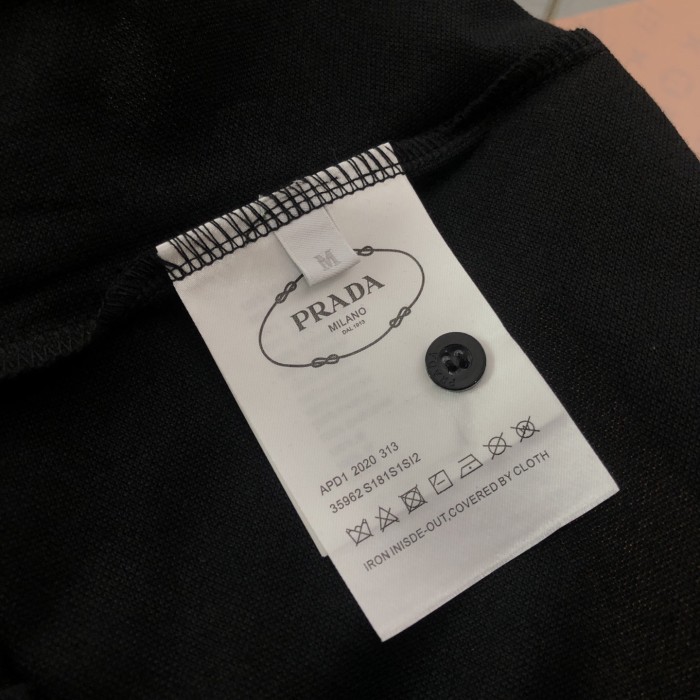 M
PRADA
MILANO
DAL 1913
APD1 2020 313
35962 S181S1SI2
IRON INISDE-OUT,COVERED BY CLOTH